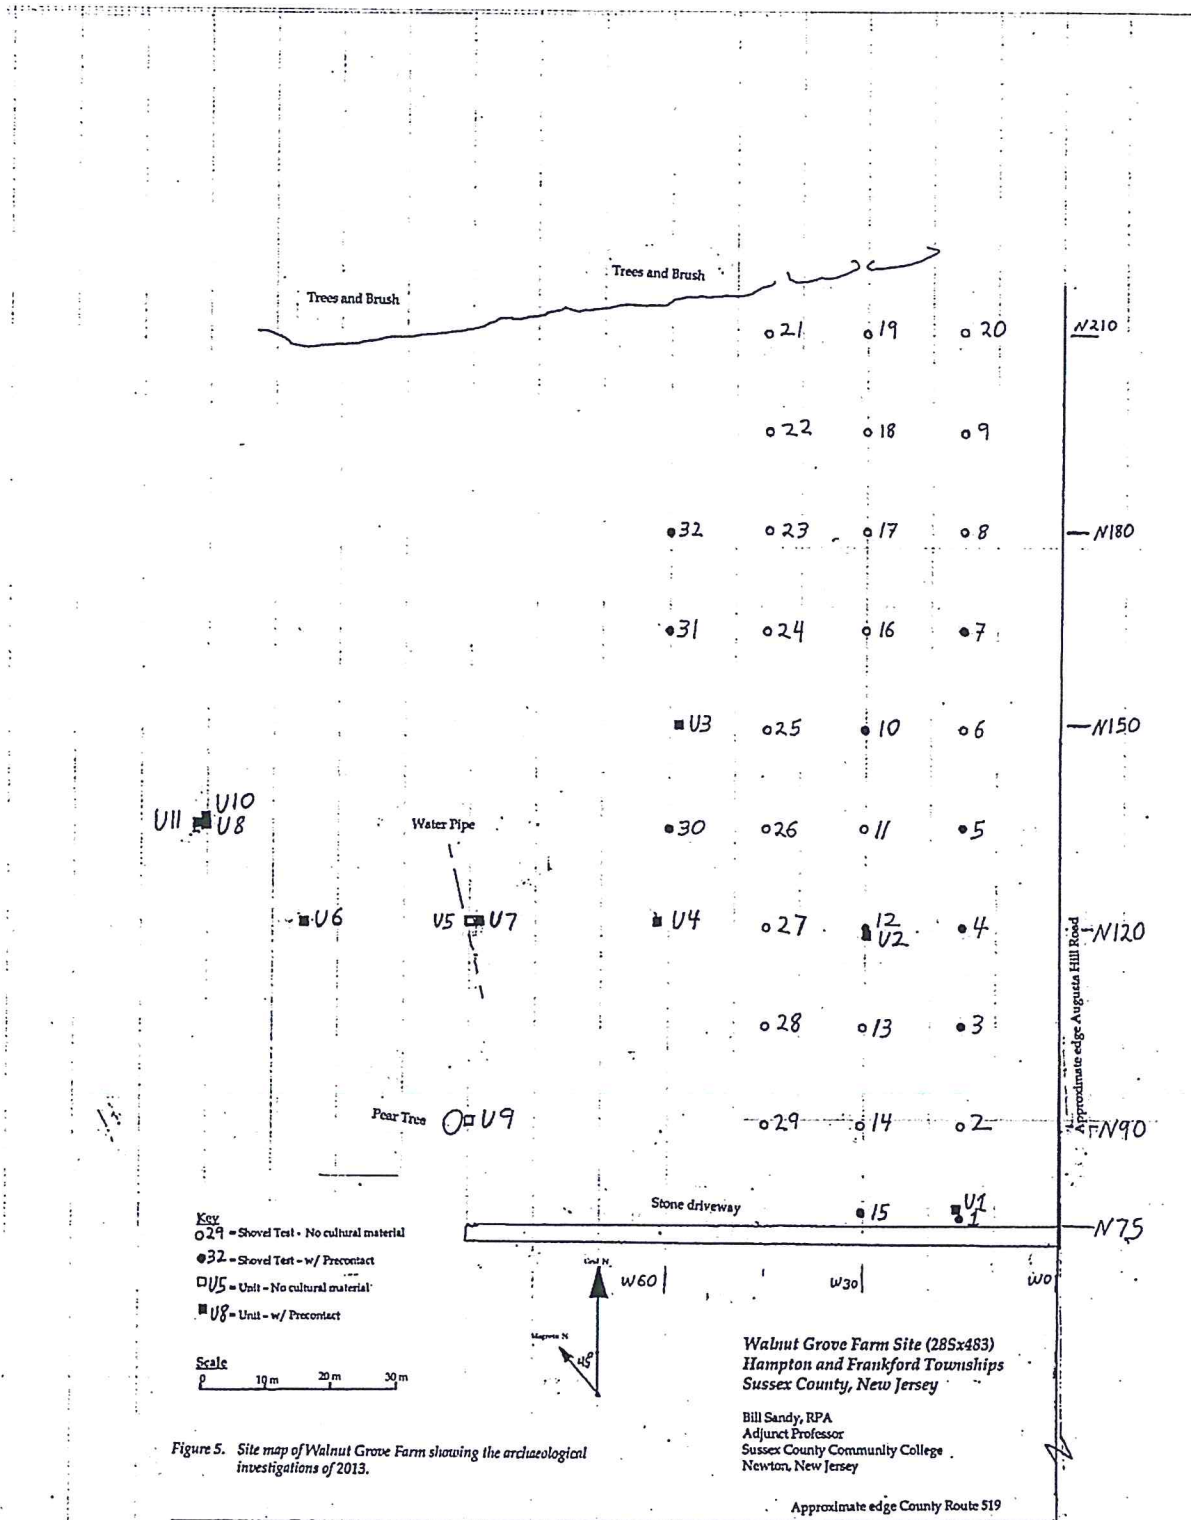 Trees and Brush
Trees and Brush
21 19 20 N210
22 18 9
32 23 17 8 N180
31 24 16 7
U3 25 10 6 N150
U10
U11 U8 Water Pipe 30 26 11 5
U6 U5 U7 U4 27 12 4 N120
U2
Approximate edge Augusta Hill Road
28 13 3
Pear Tree U9 29 14 2 N90
Stone driveway 15 U1
1 N75
W60 W30 W0
Key
29 = Shovel Test - No cultural material
32 = Shovel Test - w/ Precontact
U5 = Unit - No cultural material
U8 = Unit - w/ Precontact
Scale
0 10 m 20 m 30 m
Grid N.
Magnetic N.
45°
Walnut Grove Farm Site (28Sx483)
Hampton and Frankford Townships
Sussex County, New Jersey
Bill Sandy, RPA
Adjunct Professor
Sussex County Community College
Newton, New Jersey
Figure 5. Site map of Walnut Grove Farm showing the archaeological
investigations of 2013.
Approximate edge County Route 519